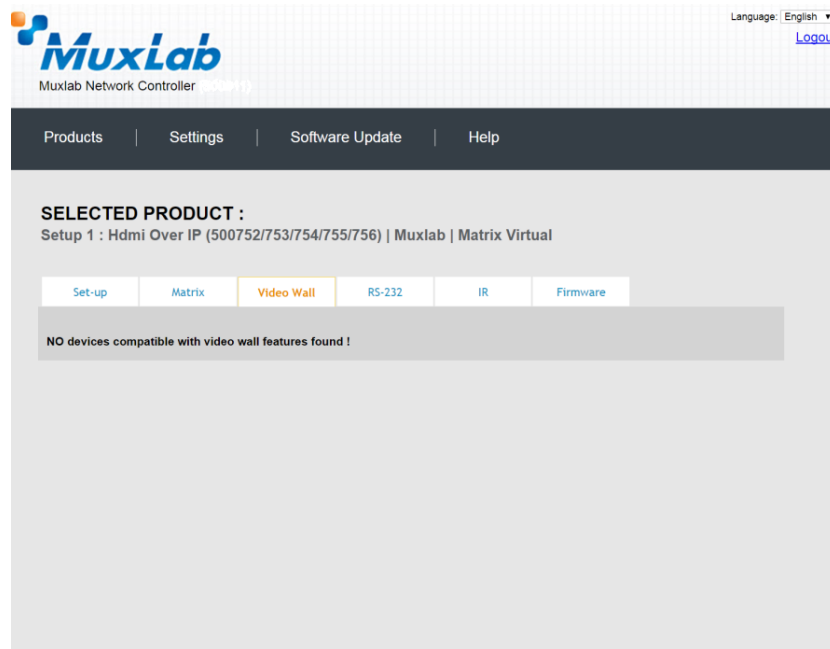 Language: English
Logou
MuxLab
Muxlab Network Controller
Products | Settings | Software Update | Help
SELECTED PRODUCT :
Setup 1 : Hdmi Over IP (500752/753/754/755/756) | Muxlab | Matrix Virtual
Set-up Matrix Video Wall RS-232 IR Firmware
NO devices compatible with video wall features found !